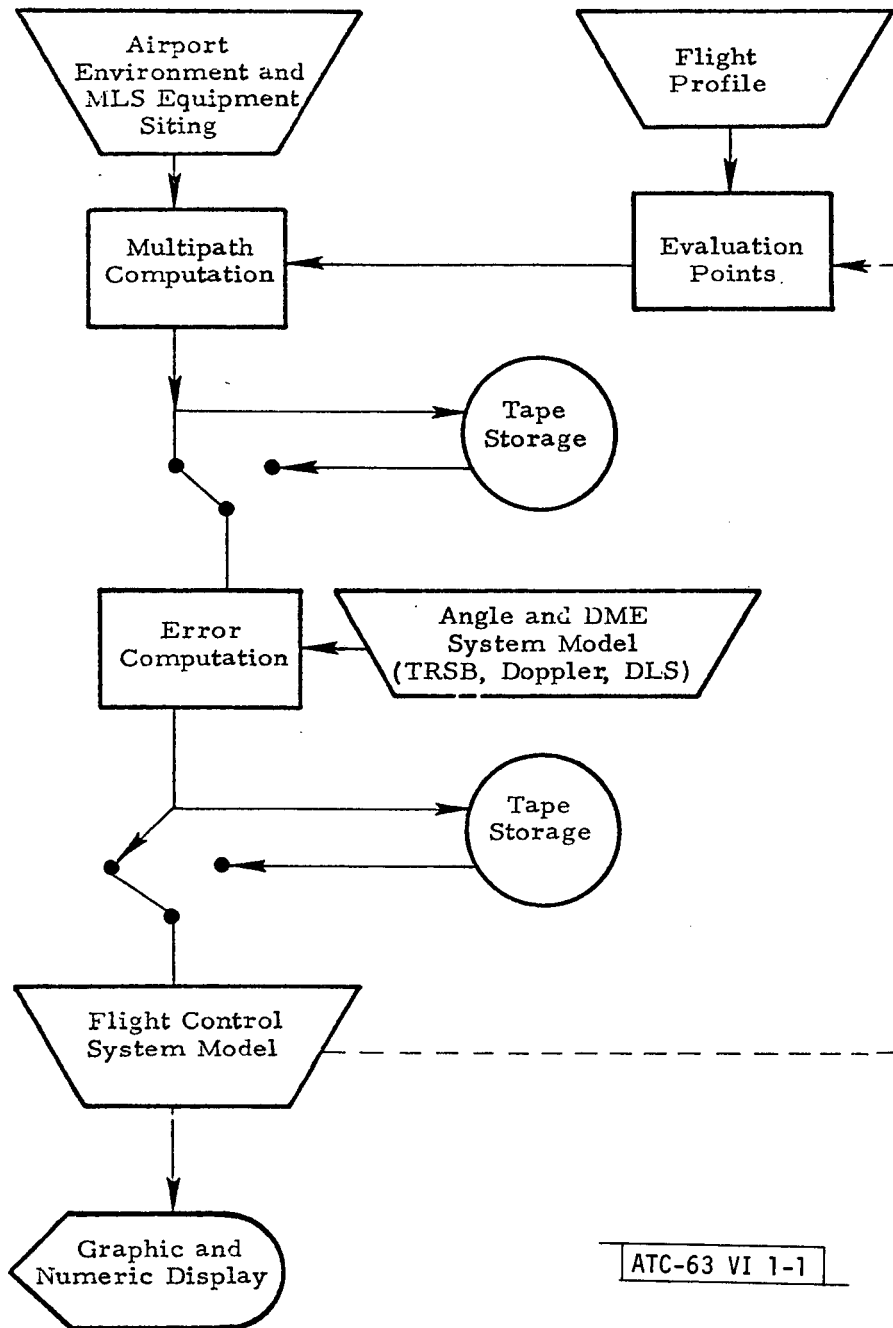 Airport
Environment and
MLS Equipment
Siting
Flight
Profile
Multipath
Computation
Evaluation
Points
Tape
Storage
Error
Computation
Angle and DME
System Model
(TRSB, Doppler, DLS)
Tape
Storage
Flight Control
System Model
Graphic and
Numeric Display
ATC-63 VI 1-1